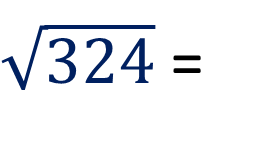 √324 =